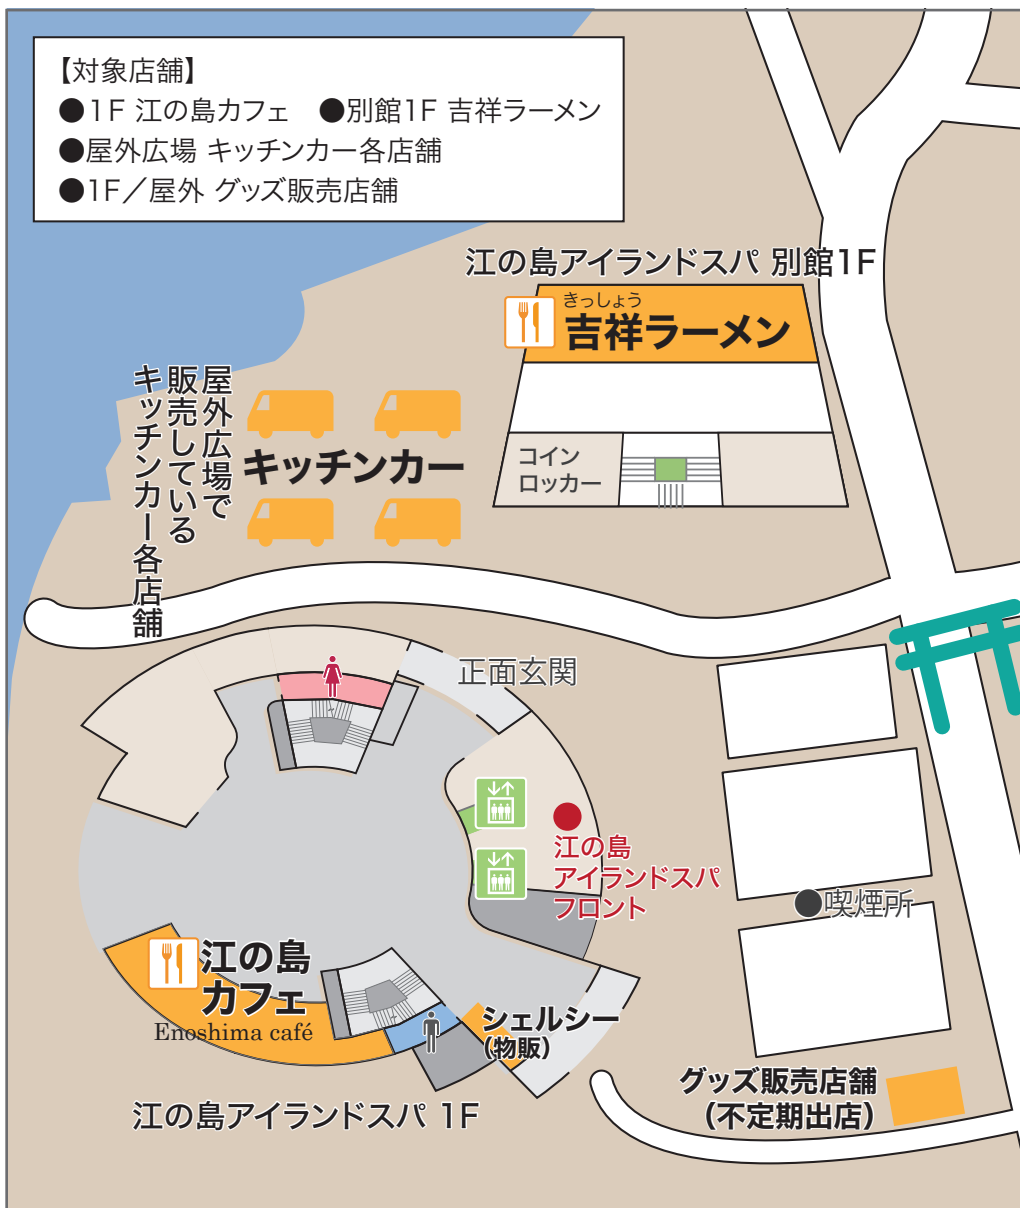 【対象店舗】
●1F 江の島カフェ ●別館1F 吉祥ラーメン
●屋外広場 キッチンカー各店舗
●1F／屋外 グッズ販売店舗
江の島アイランドスパ 別館1F
きっしょう
吉祥ラーメン
コイン
ロッカー
屋外広場で
販売している
キッチンカー各店舗
キッチンカー
正面玄関
江の島
アイランドスパ
フロント
喫煙所
江の島
カフェ
Enoshima café
シェルシー
（物販）
グッズ販売店舗
（不定期出店）
江の島アイランドスパ 1F